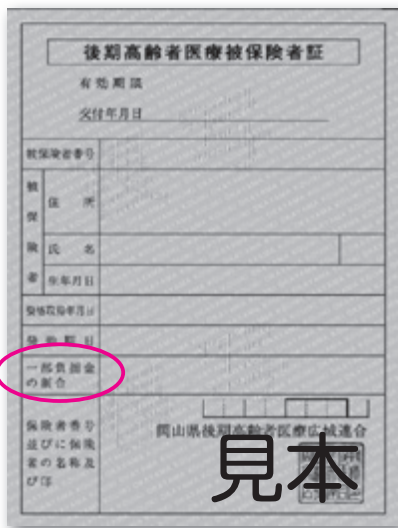 後期高齢者医療被保険者証
有効期限
交付年月日
被保険者番号
被保険者
住所
氏名
生年月日
資格取得年月日
発効期日
一部負担金
の割合
保険者番号
並びに保険
者の名称及
び印
岡山県後期高齢者医療広域連合
見本